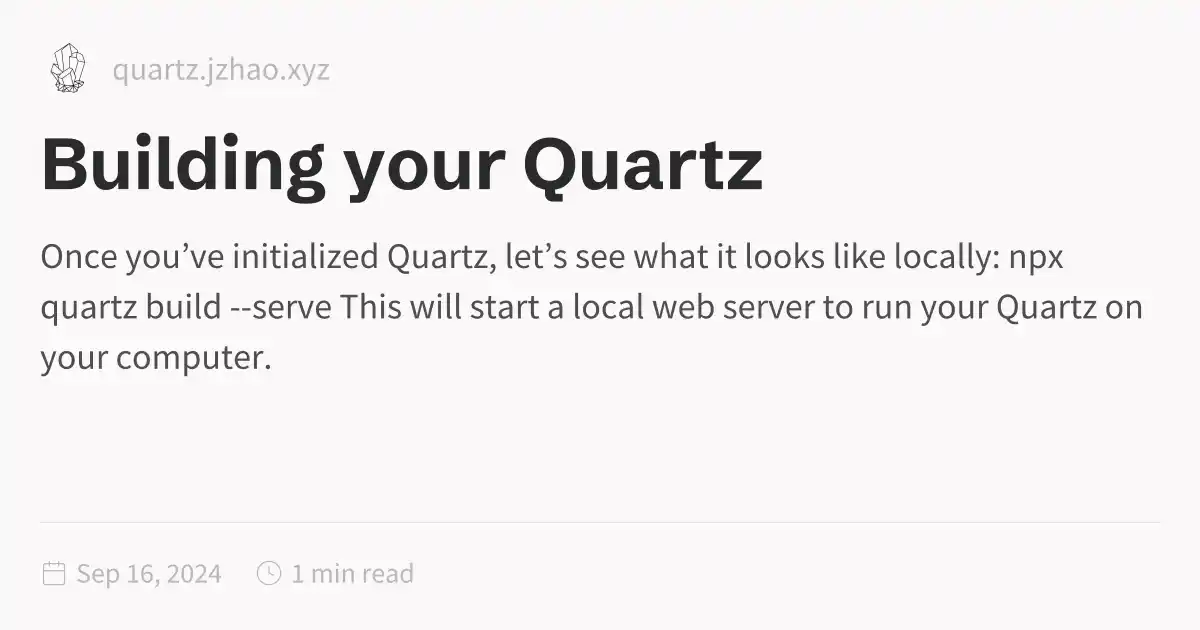 quartz.jzhao.xyz
Building your Quartz
Once you’ve initialized Quartz, let’s see what it looks like locally: npx
quartz build --serve This will start a local web server to run your Quartz on
your computer.
Sep 16, 2024 1 min read